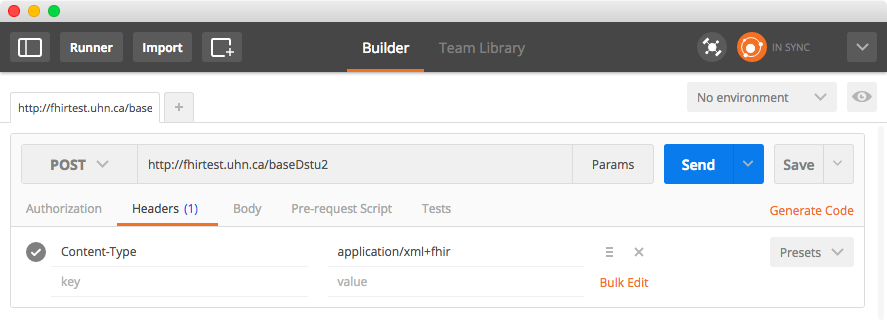 Runner Import Builder Team Library IN SYNC
http://fhirtest.uhn.ca/base + No environment
POST http://fhirtest.uhn.ca/baseDstu2 Params Send Save
Authorization Headers (1) Body Pre-request Script Tests Generate Code
Content-Type application/xml+fhir Presets
key value Bulk Edit